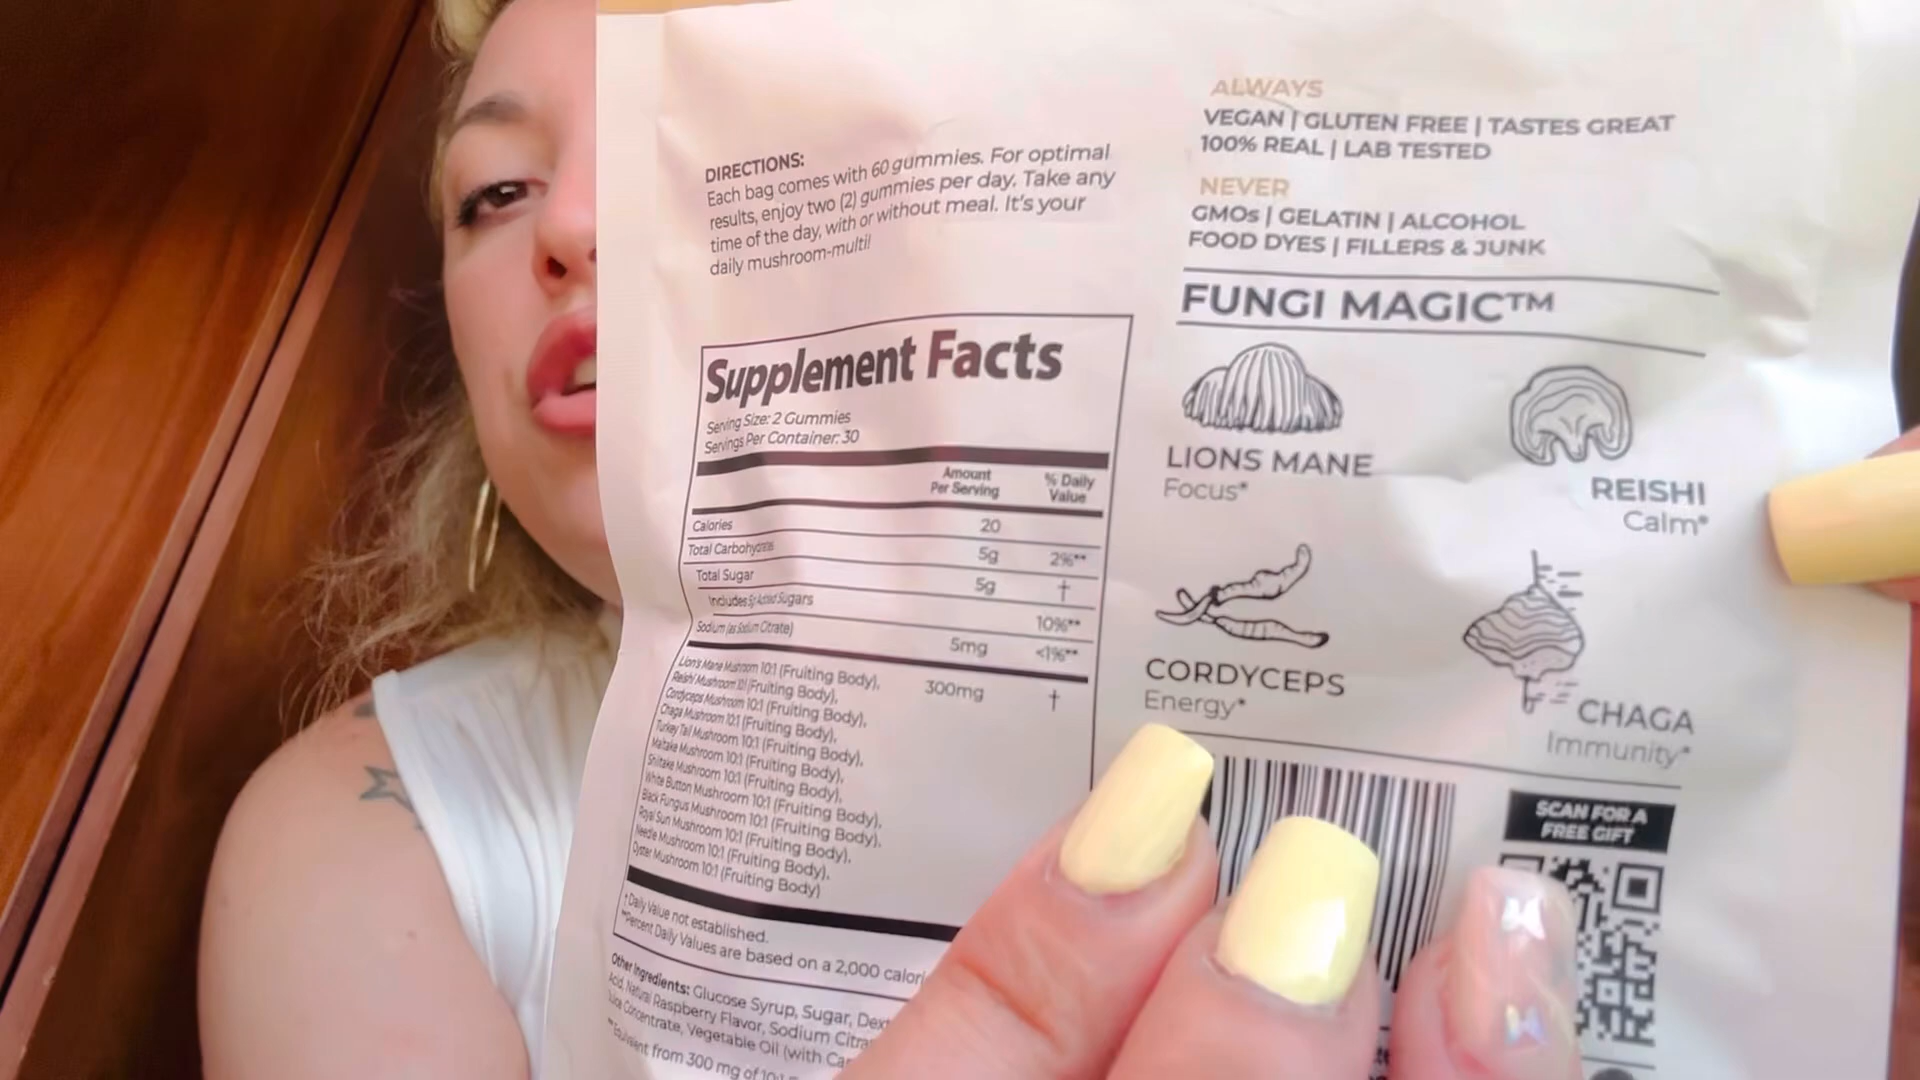 DIRECTIONS:
Each bag comes with 60 gummies. For optimal
results, enjoy two (2) gummies per day. Take any
time of the day, with or without meal. It's your
daily mushroom-multi!
Supplement Facts
Serving Size: 2 Gummies
Servings Per Container: 30
Amount Per Serving
% Daily Value
Calories 20
Total Carbohydrates 5g 2%**
Total Sugar 5g †
Includes 5g Added Sugars 10%**
Sodium (as Sodium Citrate) 5mg <1%**
Lion's Mane Mushroom 10:1 (Fruiting Body), 300mg †
Reishi Mushroom 10:1 (Fruiting Body),
Cordyceps Mushroom 10:1 (Fruiting Body),
Chaga Mushroom 10:1 (Fruiting Body),
Turkey Tail Mushroom 10:1 (Fruiting Body),
Maitake Mushroom 10:1 (Fruiting Body),
Shiitake Mushroom 10:1 (Fruiting Body),
White Button Mushroom 10:1 (Fruiting Body),
Black Fungus Mushroom 10:1 (Fruiting Body),
Royal Sun Mushroom 10:1 (Fruiting Body),
Needle Mushroom 10:1 (Fruiting Body),
Oyster Mushroom 10:1 (Fruiting Body)
† Daily Value not established.
**Percent Daily Values are based on a 2,000
Other Ingredients: Glucose Syrup, Sugar,
Acid, Natural Raspberry Flavor, Sodium
Juice Concentrate, Vegetable Oil (with
from 300 mg of 10:1
ALWAYS
VEGAN | GLUTEN FREE | TASTES GREAT
100% REAL | LAB TESTED
NEVER
GMOs | GELATIN | ALCOHOL
FOOD DYES | FILLERS & JUNK
FUNGI MAGIC™
LIONS MANE
Focus*
REISHI
Calm*
CORDYCEPS
Energy*
CHAGA
Immunity*
SCAN FOR A
FREE GIFT